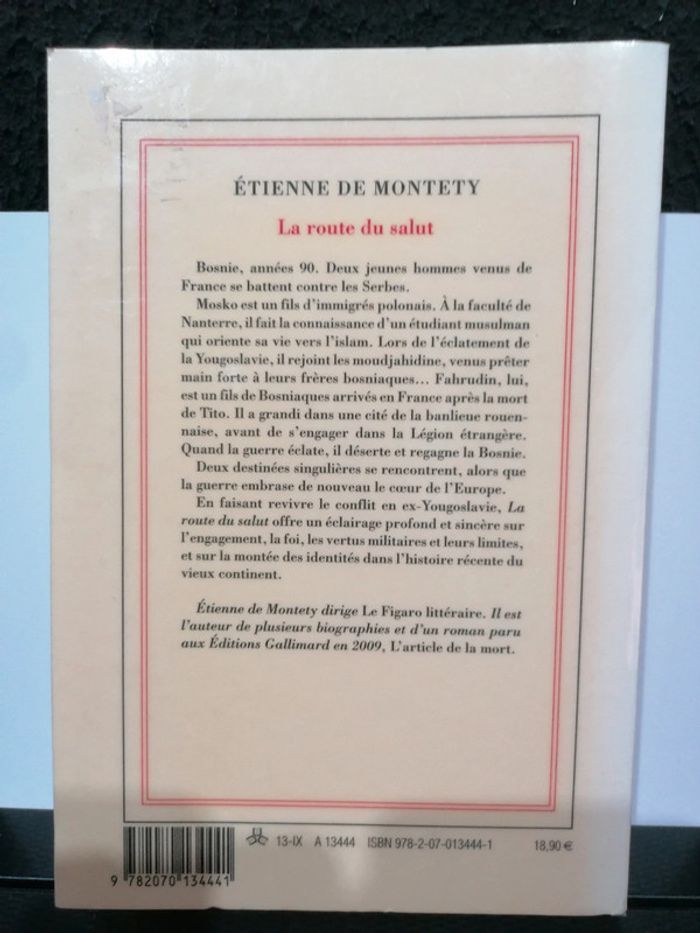 ÉTIENNE DE MONTETY
La route du salut
Bosnie, années 90. Deux jeunes hommes venus de
France se battent contre les Serbes.
Mosko est un fils d'immigrés polonais. À la faculté de
Nanterre, il fait la connaissance d'un étudiant musulman
qui oriente sa vie vers l'islam. Lors de l'éclatement de
la Yougoslavie, il rejoint les moudjahidine, venus prêter
main forte à leurs frères bosniaques... Fahrudin, lui,
est un fils de Bosniaques arrivés en France après la mort
de Tito. Il a grandi dans une cité de la banlieue rouen-
naise, avant de s'engager dans la Légion étrangère.
Quand la guerre éclate, il déserte et regagne la Bosnie.
Deux destinées singulières se rencontrent, alors que
la guerre embrase de nouveau le cœur de l'Europe.
En faisant revivre le conflit en ex-Yougoslavie, La
route du salut offre un éclairage profond et sincère sur
l'engagement, la foi, les vertus militaires et leurs limites,
et sur la montée des identités dans l'histoire récente du
vieux continent.
Étienne de Montety dirige Le Figaro littéraire. Il est
l'auteur de plusieurs biographies et d'un roman paru
aux Éditions Gallimard en 2009, L'article de la mort.
13-IX A 13444 ISBN 978-2-07-013444-1 18,90 €
9 782070 134441